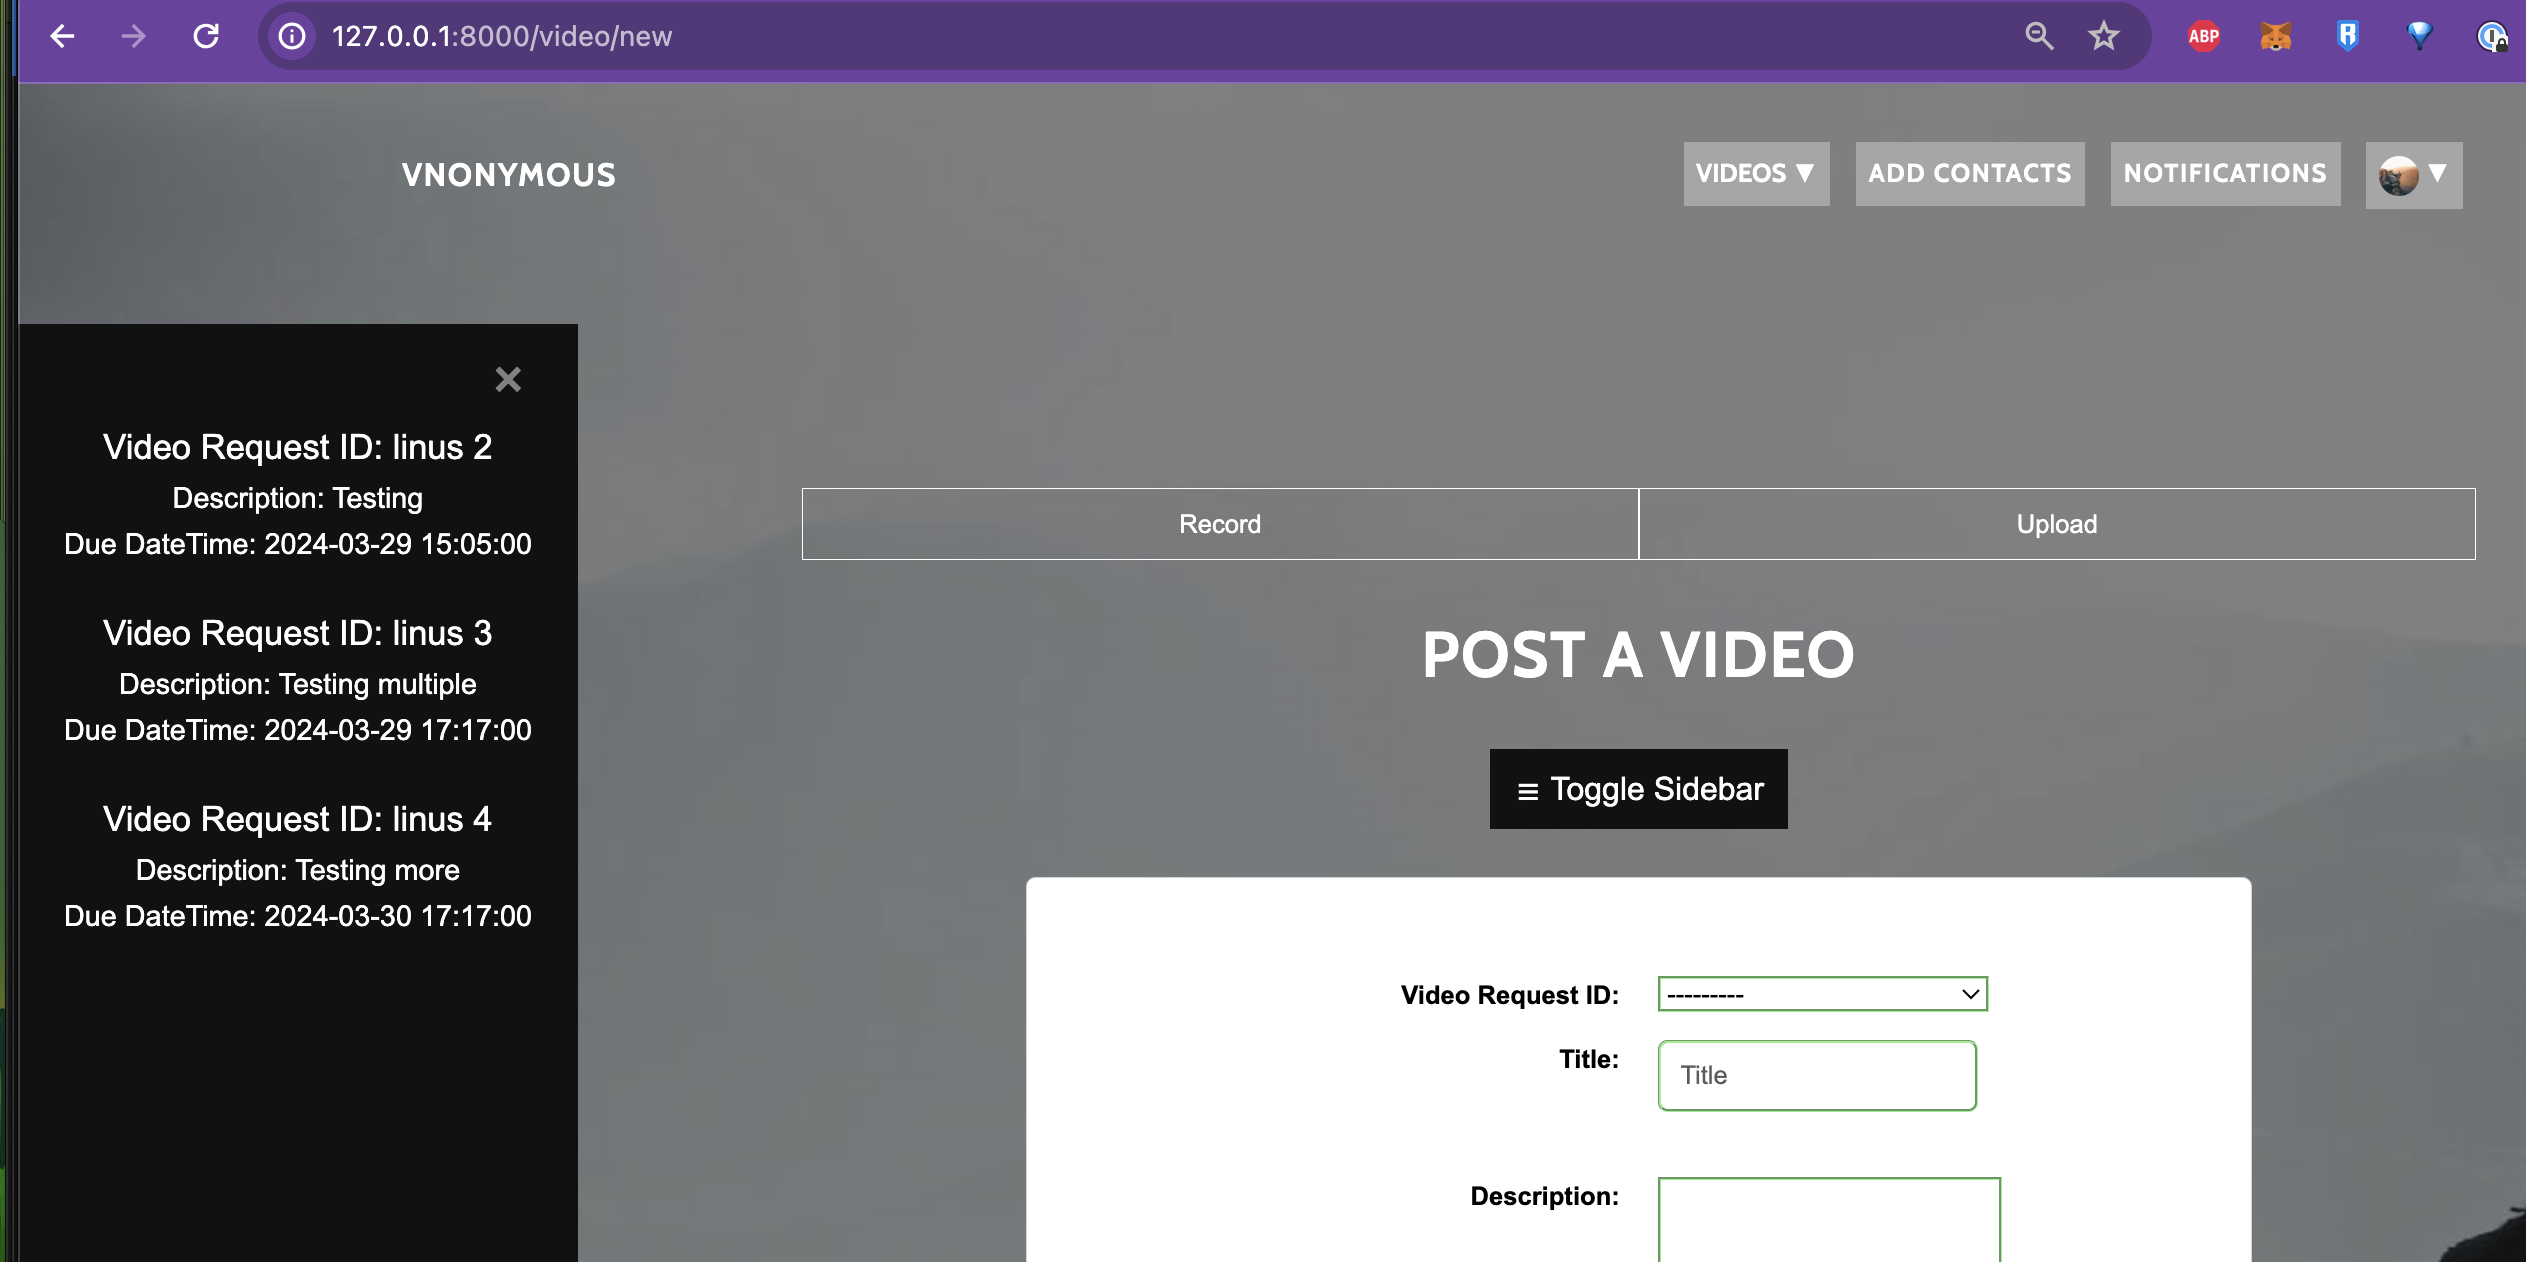 127.0.0.1:8000/video/new
ABP
VNONYMOUS
VIDEOS ▼
ADD CONTACTS
NOTIFICATIONS
▼
×
Video Request ID: linus 2
Description: Testing
Due DateTime: 2024-03-29 15:05:00
Video Request ID: linus 3
Description: Testing multiple
Due DateTime: 2024-03-29 17:17:00
Video Request ID: linus 4
Description: Testing more
Due DateTime: 2024-03-30 17:17:00
Record
Upload
POST A VIDEO
≡ Toggle Sidebar
Video Request ID:
---------
Title:
Title
Description: